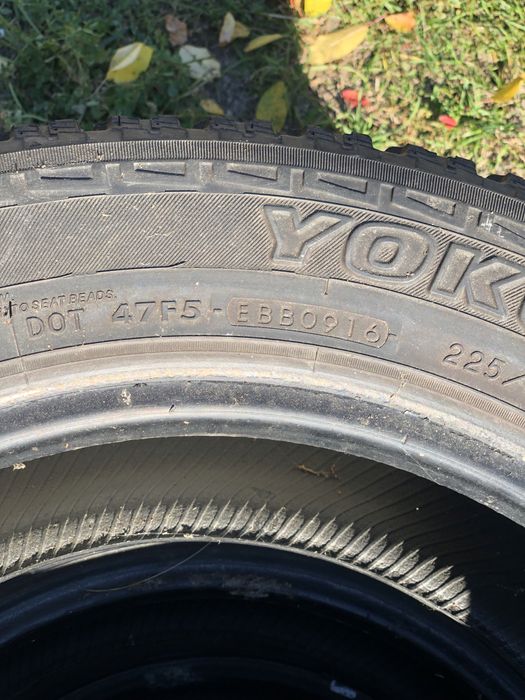 YOK
TO SEAT BEADS.
DOT 47F5-EBB0916- 225/